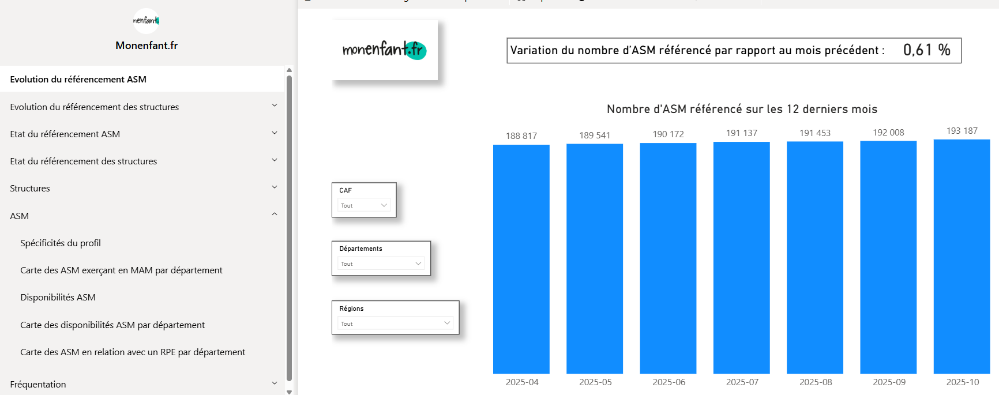 nenfant.
Monenfant.fr
Evolution du référencement ASM
Evolution du référencement des structures
Etat du référencement ASM
Etat du référencement des structures
Structures
ASM
Spécificités du profil
Carte des ASM exerçant en MAM par département
Disponibilités ASM
Carte des disponibilités ASM par département
Carte des ASM en relation avec un RPE par département
Fréquentation
monenfant.fr
Variation du nombre d'ASM référencé par rapport au mois précédent : 0,61 %
CAF
Tout
Départements
Tout
Régions
Tout
Nombre d'ASM référencé sur les 12 derniers mois
188 817 189 541 190 172 191 137 191 453 192 008 193 187
2025-04 2025-05 2025-06 2025-07 2025-08 2025-09 2025-10